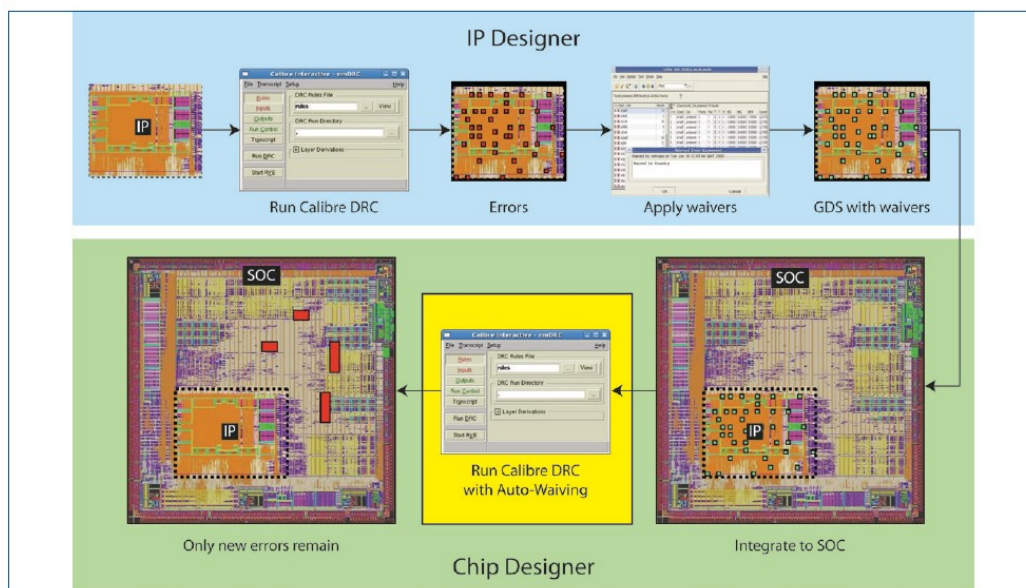 IP Designer
IP
Calibre Interactive - nmDRC
File Transcript Setup Help
Rules
Inputs
Outputs
Run Control
Transcript
Run DRC
Start RVE
DRC Rules File
rules
... View
DRC Run Directory
.
...
Layer Derivations
Run Calibre DRC
Errors
Apply waivers
GDS with waivers
SOC
IP
Only new errors remain
Calibre Interactive - nmDRC
File Transcript Setup Help
Rules
Inputs
Outputs
Run Control
Transcript
Run DRC
Start RVE
DRC Rules File
rules
... View
DRC Run Directory
.
...
Layer Derivations
Run Calibre DRC
with Auto-Waiving
SOC
IP
Integrate to SOC
Chip Designer